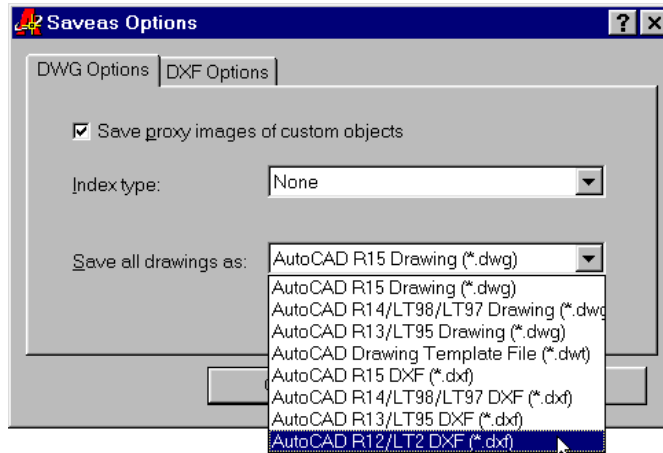 Saveas Options
DWG Options DXF Options
Save proxy images of custom objects
Index type: None
Save all drawings as: AutoCAD R15 Drawing (*.dwg)
AutoCAD R15 Drawing (*.dwg)
AutoCAD R14/LT98/LT97 Drawing (*.dwg
AutoCAD R13/LT95 Drawing (*.dwg)
AutoCAD Drawing Template File (*.dwt)
AutoCAD R15 DXF (*.dxf)
AutoCAD R14/LT98/LT97 DXF (*.dxf)
AutoCAD R13/LT95 DXF (*.dxf)
AutoCAD R12/LT2 DXF (*.dxf)